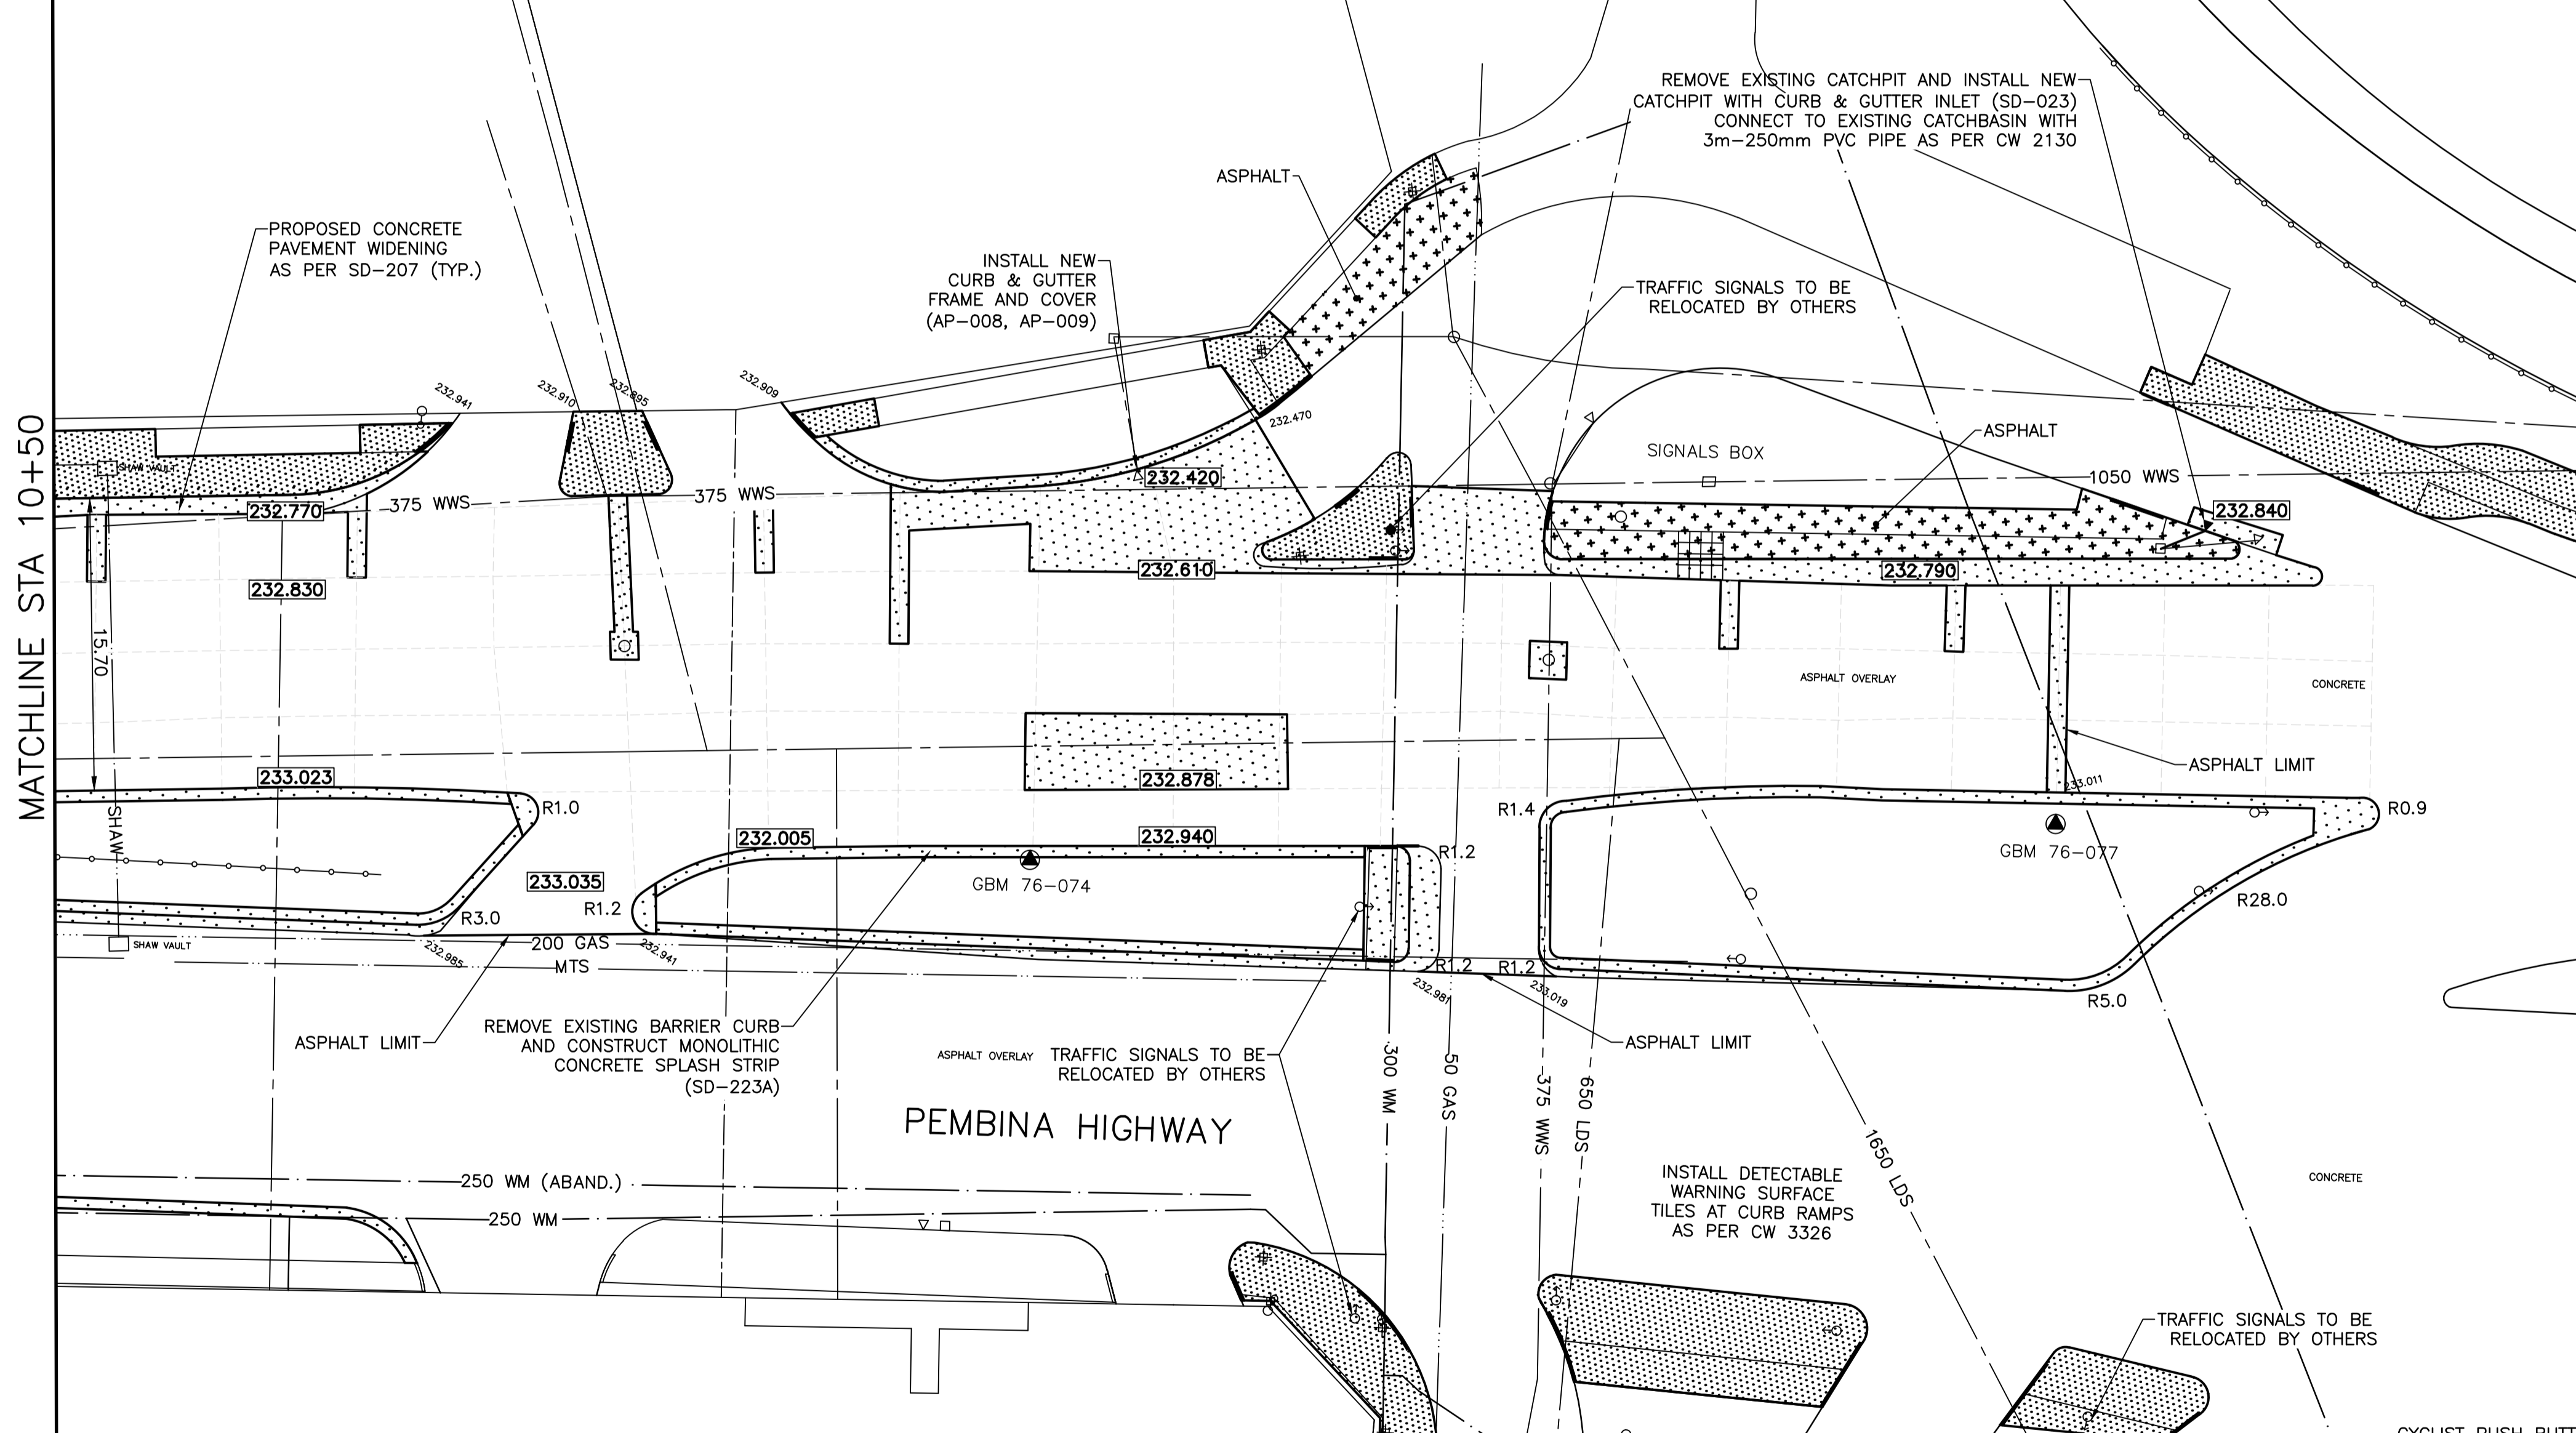 REMOVE EXISTING CATCHPIT AND INSTALL NEW
CATCHPIT WITH CURB & GUTTER INLET (SD-023)
CONNECT TO EXISTING CATCHBASIN WITH
3m-250mm PVC PIPE AS PER CW 2130
ASPHALT
PROPOSED CONCRETE
PAVEMENT WIDENING
AS PER SD-207 (TYP.)
INSTALL NEW
CURB & GUTTER
FRAME AND COVER
(AP-008, AP-009)
TRAFFIC SIGNALS TO BE
RELOCATED BY OTHERS
232.941
232.910
232.895
232.909
232.470
MATCHLINE STA 10+50
SHAW VAULT
SIGNALS BOX
ASPHALT
232.420
1050 WWS
375 WWS
375 WWS
232.770
232.840
232.610
232.790
232.830
15.70
ASPHALT OVERLAY
CONCRETE
ASPHALT LIMIT
233.023
232.878
233.011
R1.0
R1.4
R0.9
SHAW
232.005
232.940
R1.2
GBM 76-077
233.035
GBM 76-074
R1.2
R3.0
R28.0
SHAW VAULT
200 GAS
232.985
232.941
MTS
R1.2
R1.2
232.981
233.019
R5.0
ASPHALT LIMIT
REMOVE EXISTING BARRIER CURB
AND CONSTRUCT MONOLITHIC
CONCRETE SPLASH STRIP
(SD-223A)
ASPHALT OVERLAY
TRAFFIC SIGNALS TO BE
RELOCATED BY OTHERS
ASPHALT LIMIT
300 WM
50 GAS
375 WWS
650 LDS
1650 LDS
PEMBINA HIGHWAY
INSTALL DETECTABLE
WARNING SURFACE
TILES AT CURB RAMPS
AS PER CW 3326
CONCRETE
250 WM (ABAND.)
250 WM
TRAFFIC SIGNALS TO BE
RELOCATED BY OTHERS